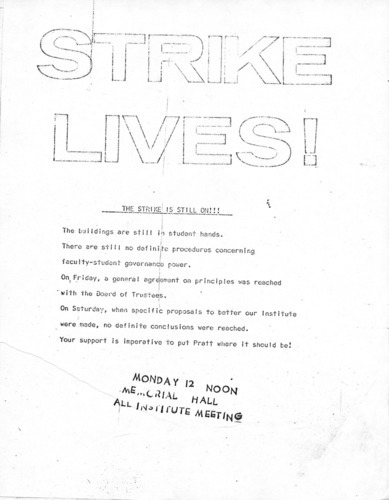 STRIKE
LIVES!
THE STRIKE IS STILL ON!!!
The buildings are still in student hands.
There are still no definite procedures concerning
faculty-student governance power.
On Friday, a general agreement on principles was reached
with the Board of Trustees.
On Saturday, when specific proposals to better our Institute
were made, no definite conclusions were reached.
Your support is imperative to put Pratt where it should be!
MONDAY 12 NOON
MEMORIAL HALL
ALL INSTITUTE MEETING